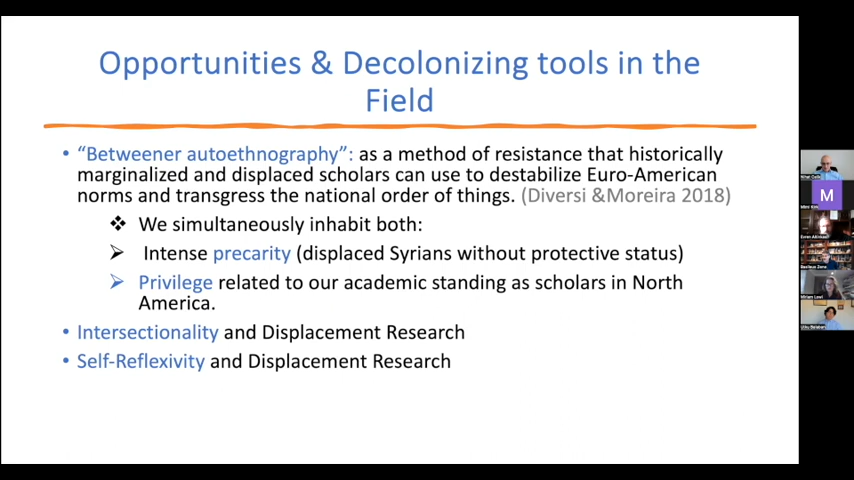 Opportunities & Decolonizing tools in the
Field
• “Betweener autoethnography”: as a method of resistance that historically
marginalized and displaced scholars can use to destabilize Euro-American
norms and transgress the national order of things. (Diversi &Moreira 2018)
❖ We simultaneously inhabit both:
➢ Intense precarity (displaced Syrians without protective status)
➢ Privilege related to our academic standing as scholars in North
America.
• Intersectionality and Displacement Research
• Self-Reflexivity and Displacement Research
M